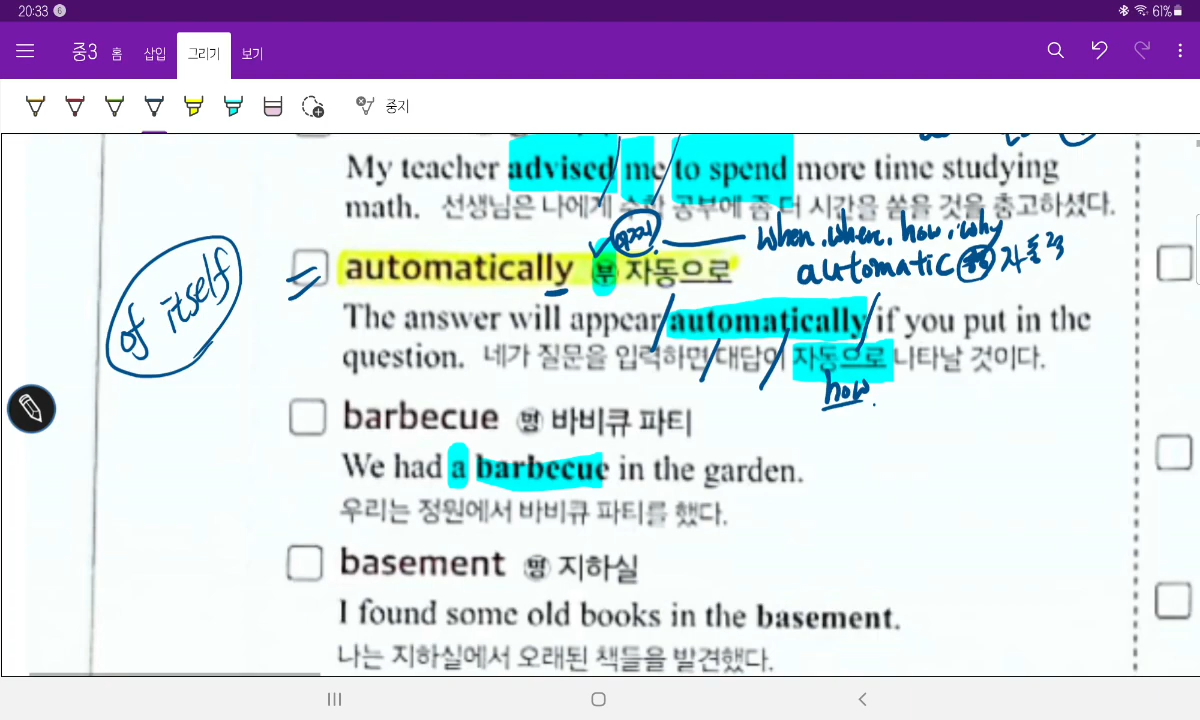 20:33 6 61%
중3 홈 삽입 그리기 보기
중지
My teacher advised me to spend more time studying
math. 선생님은 나에게 수학 공부에 좀 더 시간을 쏟을 것을 충고하셨다.
when, where, how, why
automatically 부 자동으로
automatic 형 자동적
of itself
The answer will appear automatically if you put in the
question. 네가 질문을 입력하면 대답이 자동으로 나타날 것이다.
how.
barbecue 명 바비큐 파티
We had a barbecue in the garden.
우리는 정원에서 바비큐 파티를 했다.
basement 명 지하실
I found some old books in the basement.
나는 지하실에서 오래된 책들을 발견했다.